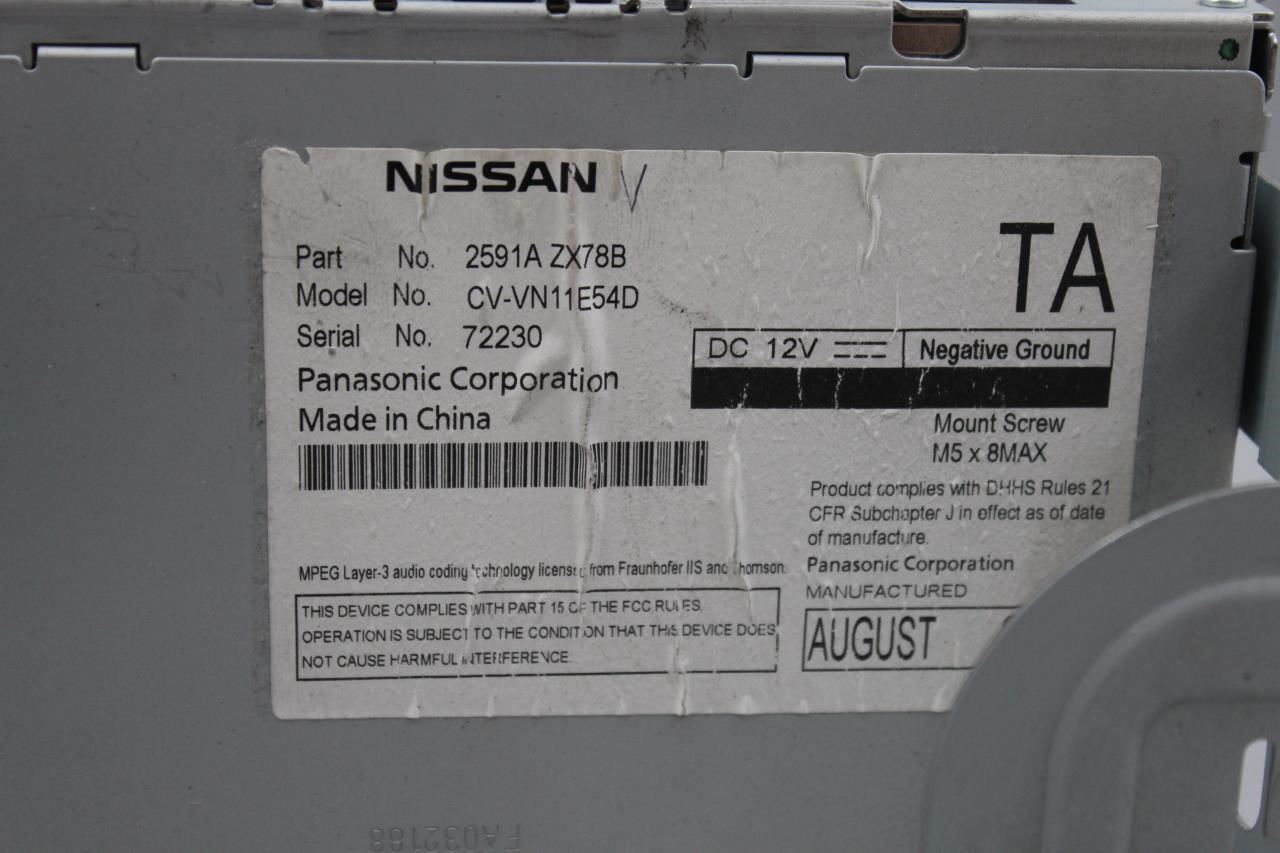 NISSAN V
Part No. 2591A ZX78B
Model No. CV-VN11E54D
Serial No. 72230
Panasonic Corporation
Made in China
TA
DC 12V Negative Ground
Mount Screw
M5 x 8MAX
Product complies with DHHS Rules 21
CFR Subchapter J in effect as of date
of manufacture.
Panasonic Corporation
MANUFACTURED
AUGUST
MPEG Layer-3 audio coding technology licensed from Fraunhofer IIS and Thomson.
THIS DEVICE COMPLIES WITH PART 15 OF THE FCC RULES.
OPERATION IS SUBJECT TO THE CONDITION THAT THIS DEVICE DOES
NOT CAUSE HARMFUL INTERFERENCE.
FA032188